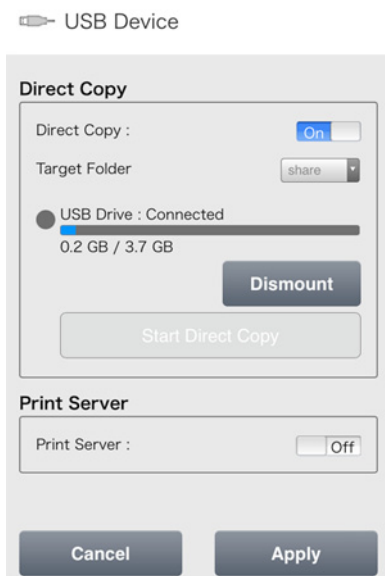 USB Device
Direct Copy
Direct Copy :
On
Target Folder
share
USB Drive : Connected
0.2 GB / 3.7 GB
Dismount
Start Direct Copy
Print Server
Print Server :
Off
Cancel
Apply